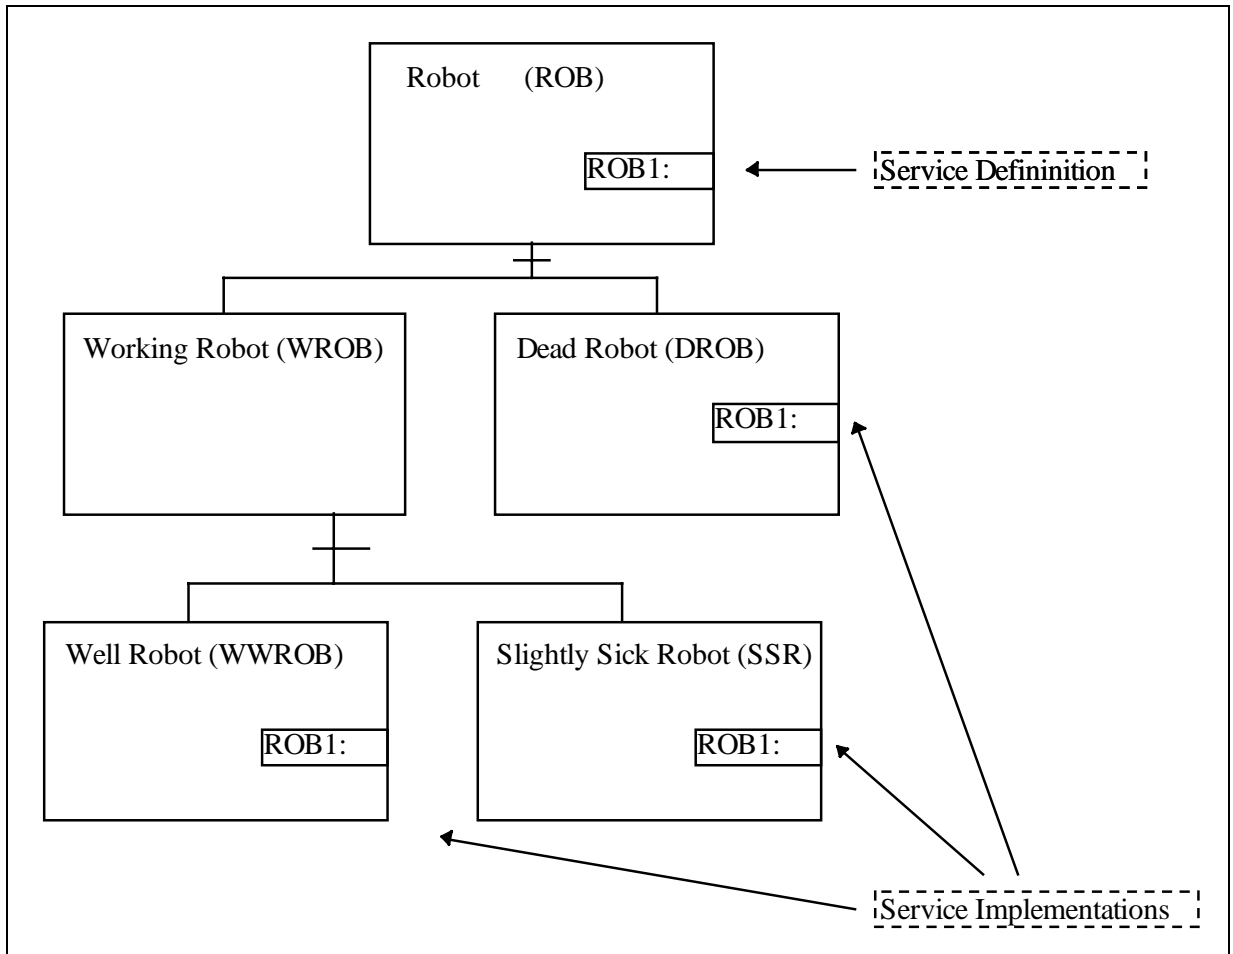 Robot (ROB)
ROB1:
Service Defininition
Working Robot (WROB)
Dead Robot (DROB)
ROB1:
Well Robot (WWROB)
Slightly Sick Robot (SSR)
ROB1:
ROB1:
Service Implementations